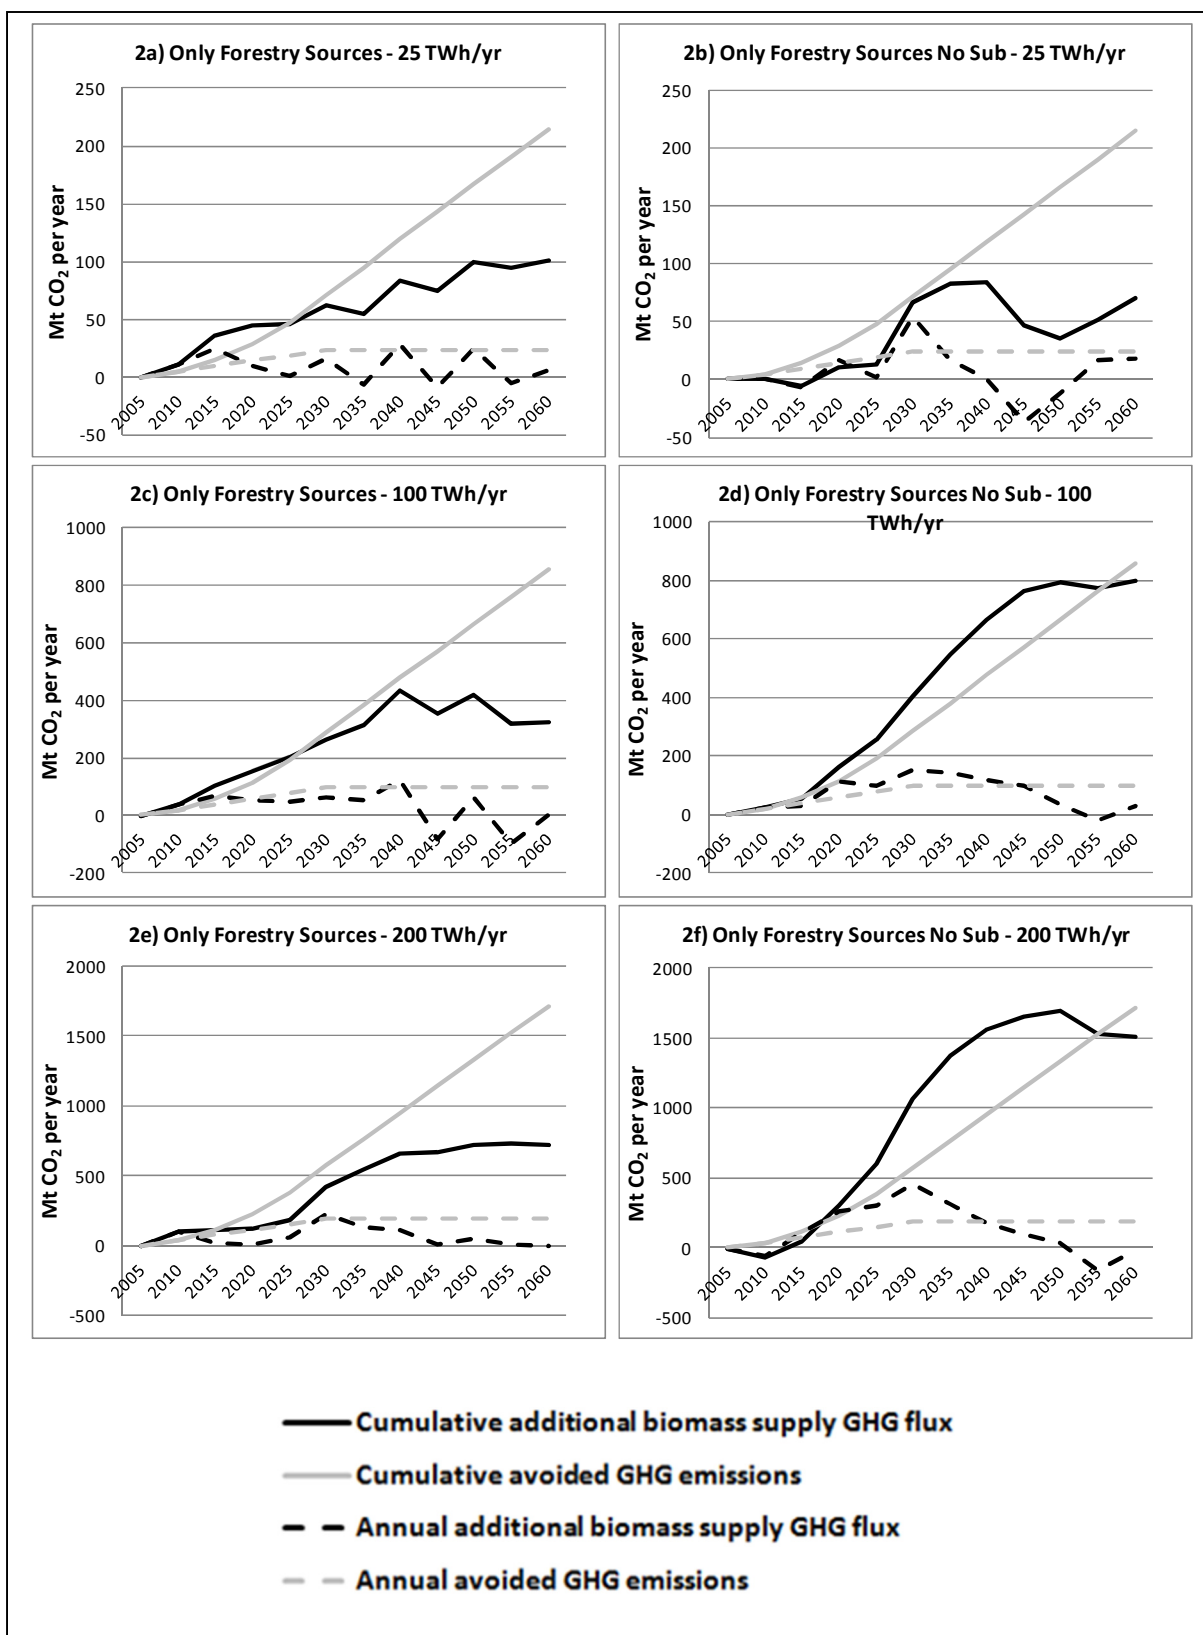 2a) Only Forestry Sources - 25 TWh/yr
250
200
150
100
50
0
-50
Mt CO₂ per year
2005 2010 2015 2020 2025 2030 2035 2040 2045 2050 2055 2060
2b) Only Forestry Sources No Sub - 25 TWh/yr
250
200
150
100
50
0
-50
Mt CO₂ per year
2005 2010 2015 2020 2025 2030 2035 2040 2045 2050 2055 2060
2c) Only Forestry Sources - 100 TWh/yr
1000
800
600
400
200
0
-200
Mt CO₂ per year
2005 2010 2015 2020 2025 2030 2035 2040 2045 2050 2055 2060
2d) Only Forestry Sources No Sub - 100
TWh/yr
1000
800
600
400
200
0
-200
Mt CO₂ per year
2005 2010 2015 2020 2025 2030 2035 2040 2045 2050 2055 2060
2e) Only Forestry Sources - 200 TWh/yr
2000
1500
1000
500
0
-500
Mt CO₂ per year
2005 2010 2015 2020 2025 2030 2035 2040 2045 2050 2055 2060
2f) Only Forestry Sources No Sub - 200 TWh/yr
2000
1500
1000
500
0
-500
Mt CO₂ per year
2005 2010 2015 2020 2025 2030 2035 2040 2045 2050 2055 2060
Cumulative additional biomass supply GHG flux
Cumulative avoided GHG emissions
Annual additional biomass supply GHG flux
Annual avoided GHG emissions